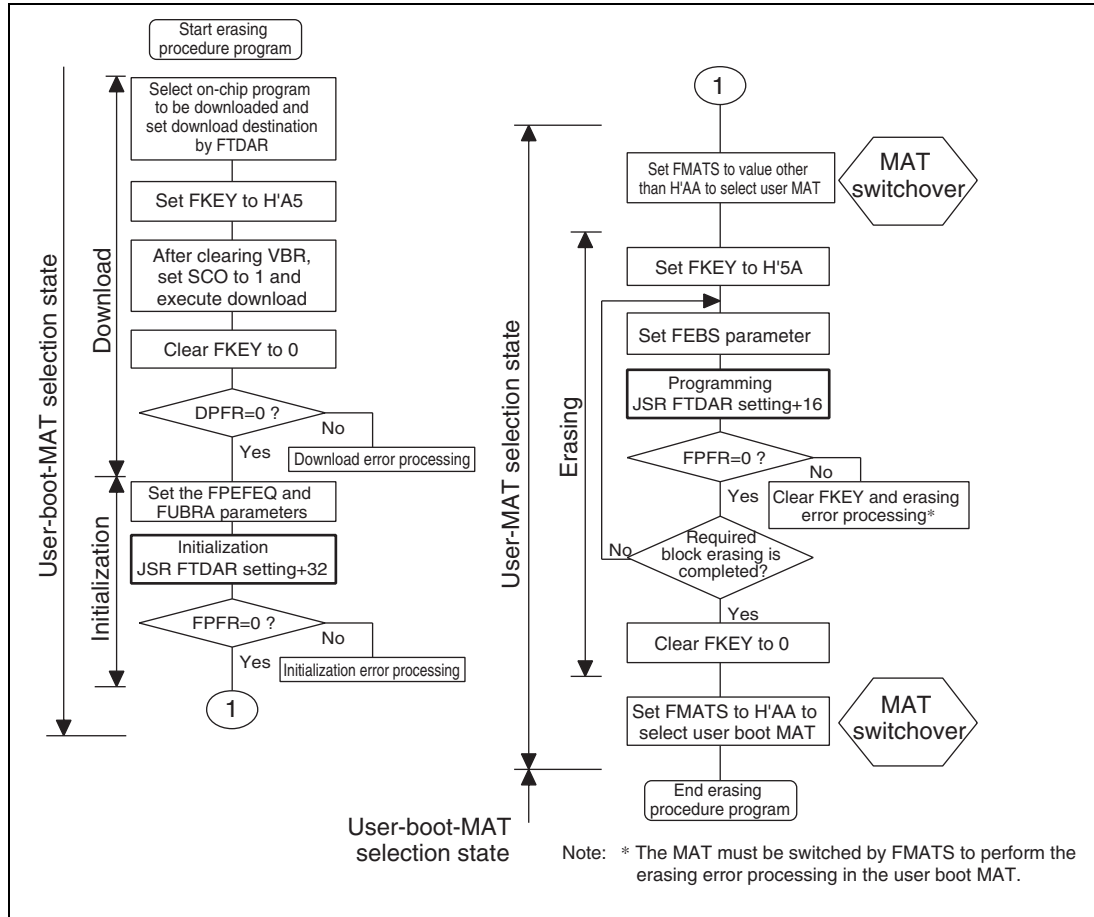 Start erasing
procedure program
User-boot-MAT selection state
Download
Select on-chip program
to be downloaded and
set download destination
by FTDAR
Set FKEY to H'A5
After clearing VBR,
set SCO to 1 and
execute download
Clear FKEY to 0
DPFR=0 ?
No
Yes
Download error processing
Initialization
Set the FPEFEQ and
FUBRA parameters
Initialization
JSR FTDAR setting+32
FPFR=0 ?
No
Yes
Initialization error processing
1
1
User-MAT selection state
Set FMATS to value other
than H'AA to select user MAT
MAT
switchover
Erasing
Set FKEY to H'5A
Set FEBS parameter
Programming
JSR FTDAR setting+16
FPFR=0 ?
No
Yes
Clear FKEY and erasing
error processing*
Required
block erasing is
completed?
No
Yes
Clear FKEY to 0
Set FMATS to H'AA to
select user boot MAT
MAT
switchover
End erasing
procedure program
User-boot-MAT
selection state
Note: * The MAT must be switched by FMATS to perform the
erasing error processing in the user boot MAT.